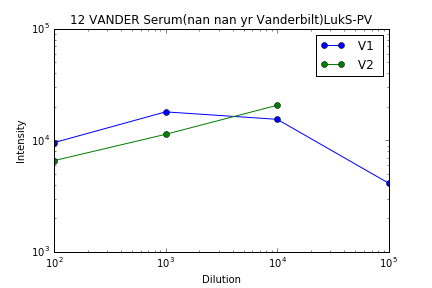 12 VANDER Serum(nan nan yr Vanderbilt)LukS-PV
10^5
V1
V2
10^4
Intensity
10^3
10^2 10^3 10^4 10^5
Dilution